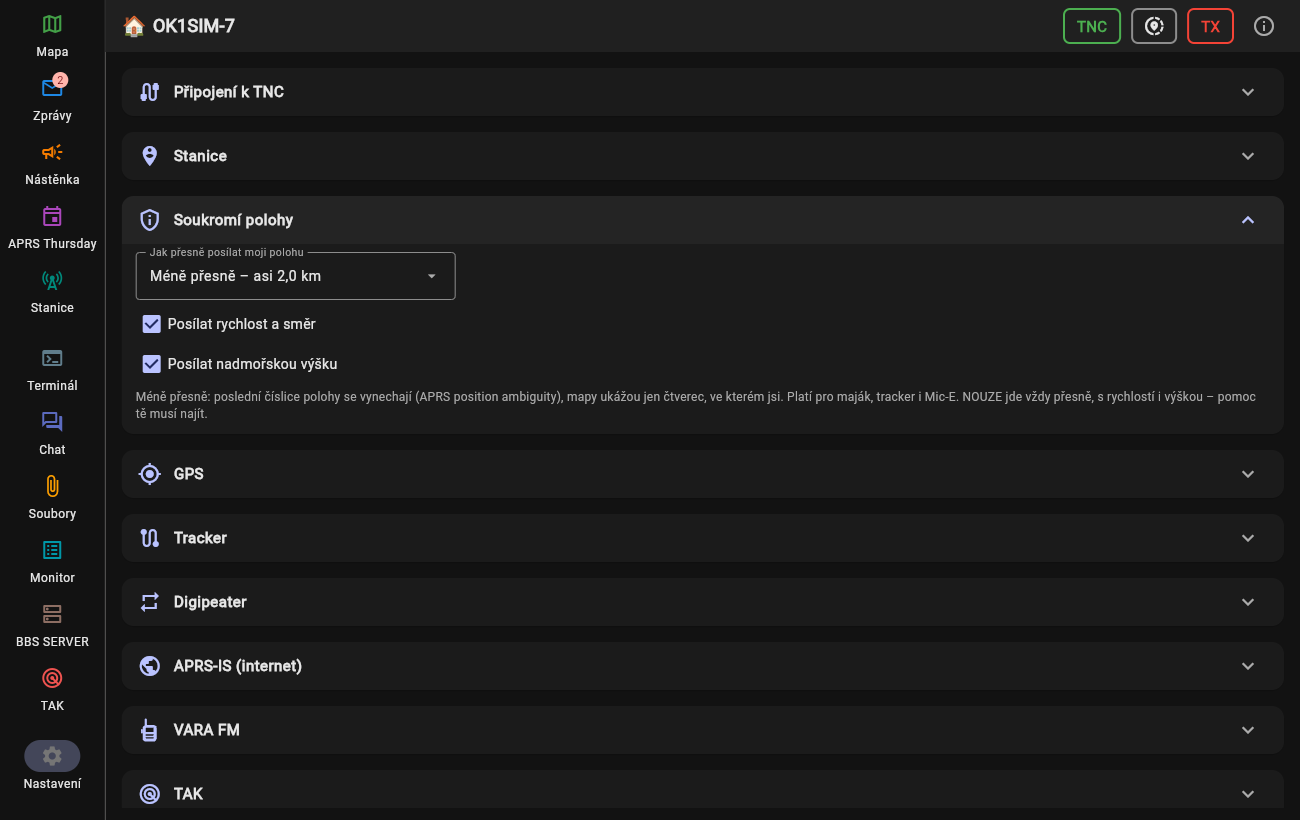 OK1SIM-7
TNC
TX
Mapa
2
Zprávy
Nástěnka
APRS Thursday
Stanice
Terminál
Chat
Soubory
Monitor
BBS SERVER
TAK
Nastavení
Připojení k TNC
Stanice
Soukromí polohy
Jak přesně posílat moji polohu
Méně přesně – asi 2,0 km
Posílat rychlost a směr
Posílat nadmořskou výšku
Méně přesně: poslední číslice polohy se vynechají (APRS position ambiguity), mapy ukážou jen čtverec, ve kterém jsi. Platí pro maják, tracker i Mic-E. NOUZE jde vždy přesně, s rychlostí i výškou – pomoc
tě musí najít.
GPS
Tracker
Digipeater
APRS-IS (internet)
VARA FM
TAK